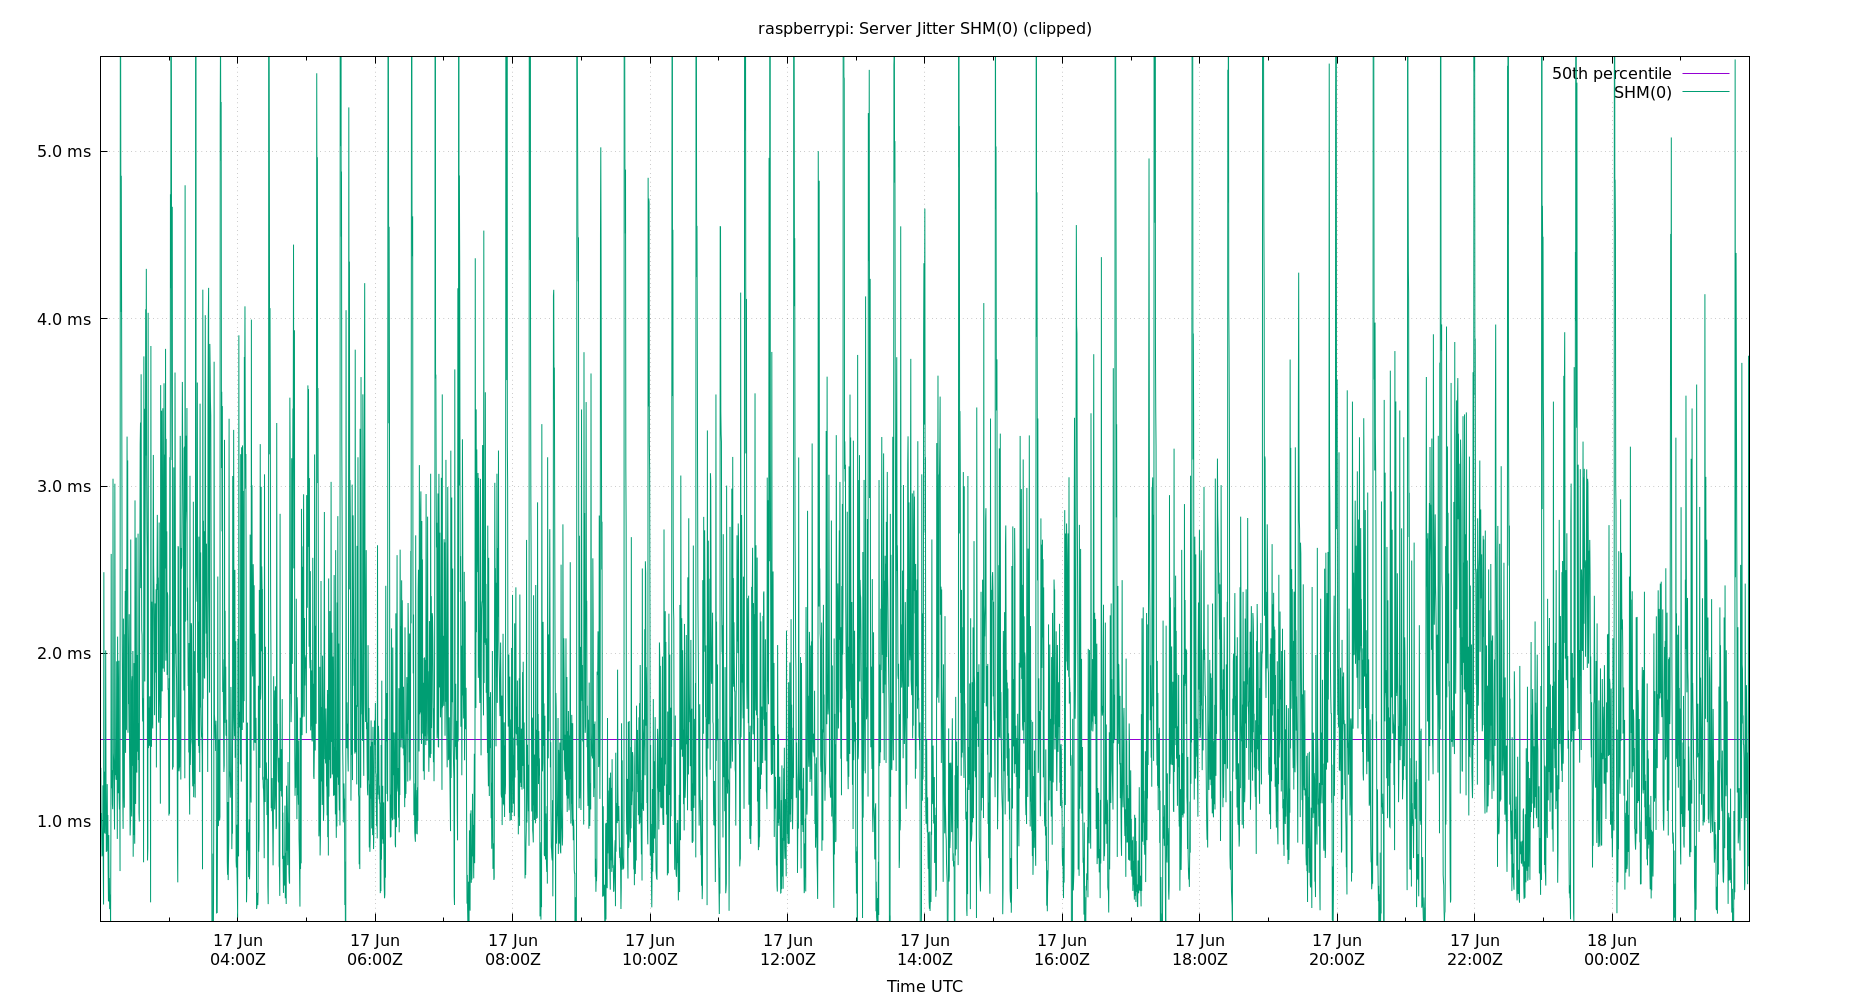 raspberrypi: Server Jitter SHM(0) (clipped)
50th percentile
SHM(0)
5.0 ms
4.0 ms
3.0 ms
2.0 ms
1.0 ms
17 Jun 17 Jun 17 Jun 17 Jun 17 Jun 17 Jun 17 Jun 17 Jun 17 Jun 17 Jun 18 Jun
04:00Z 06:00Z 08:00Z 10:00Z 12:00Z 14:00Z 16:00Z 18:00Z 20:00Z 22:00Z 00:00Z
Time UTC